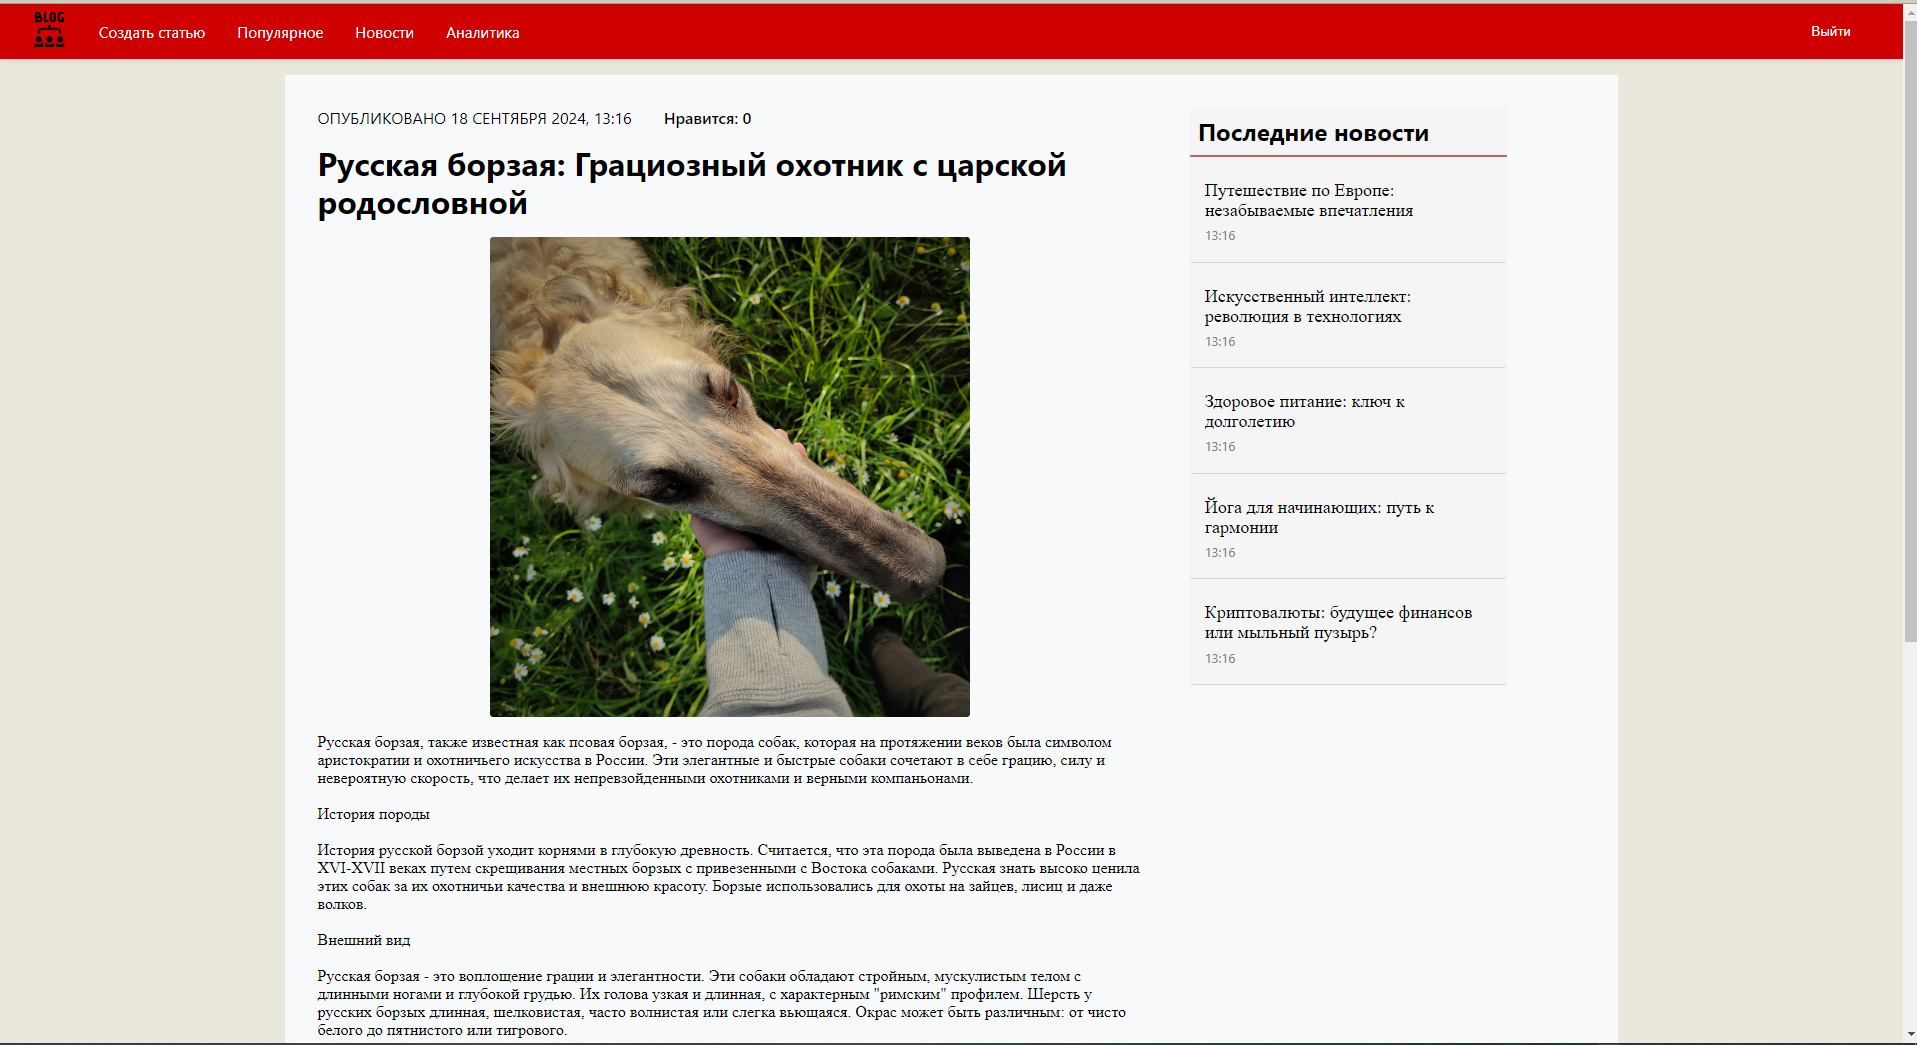 BLOG
Создать статью
Популярное
Новости
Аналитика
Выйти
ОПУБЛИКОВАНО 18 СЕНТЯБРЯ 2024, 13:16
Нравится: 0
Русская борзая: Грациозный охотник с царской
родословной
Русская борзая, также известная как псовая борзая, - это порода собак, которая на протяжении веков была символом
аристократии и охотничьего искусства в России. Эти элегантные и быстрые собаки сочетают в себе грацию, силу и
невероятную скорость, что делает их непревзойденными охотниками и верными компаньонами.
История породы
История русской борзой уходит корнями в глубокую древность. Считается, что эта порода была выведена в России в
XVI-XVII веках путем скрещивания местных борзых с привезенными с Востока собаками. Русская знать высоко ценила
этих собак за их охотничьи качества и внешнюю красоту. Борзые использовались для охоты на зайцев, лисиц и даже
волков.
Внешний вид
Русская борзая - это воплощение грации и элегантности. Эти собаки обладают стройным, мускулистым телом с
длинными ногами и глубокой грудью. Их голова узкая и длинная, с характерным "римским" профилем. Шерсть у
русских борзых длинная, шелковистая, часто волнистая или слегка вьющаяся. Окрас может быть различным: от чисто
белого до пятнистого или тигрового.
Последние новости
Путешествие по Европе:
незабываемые впечатления
13:16
Искусственный интеллект:
революция в технологиях
13:16
Здоровое питание: ключ к
долголетию
13:16
Йога для начинающих: путь к
гармонии
13:16
Криптовалюты: будущее финансов
или мыльный пузырь?
13:16